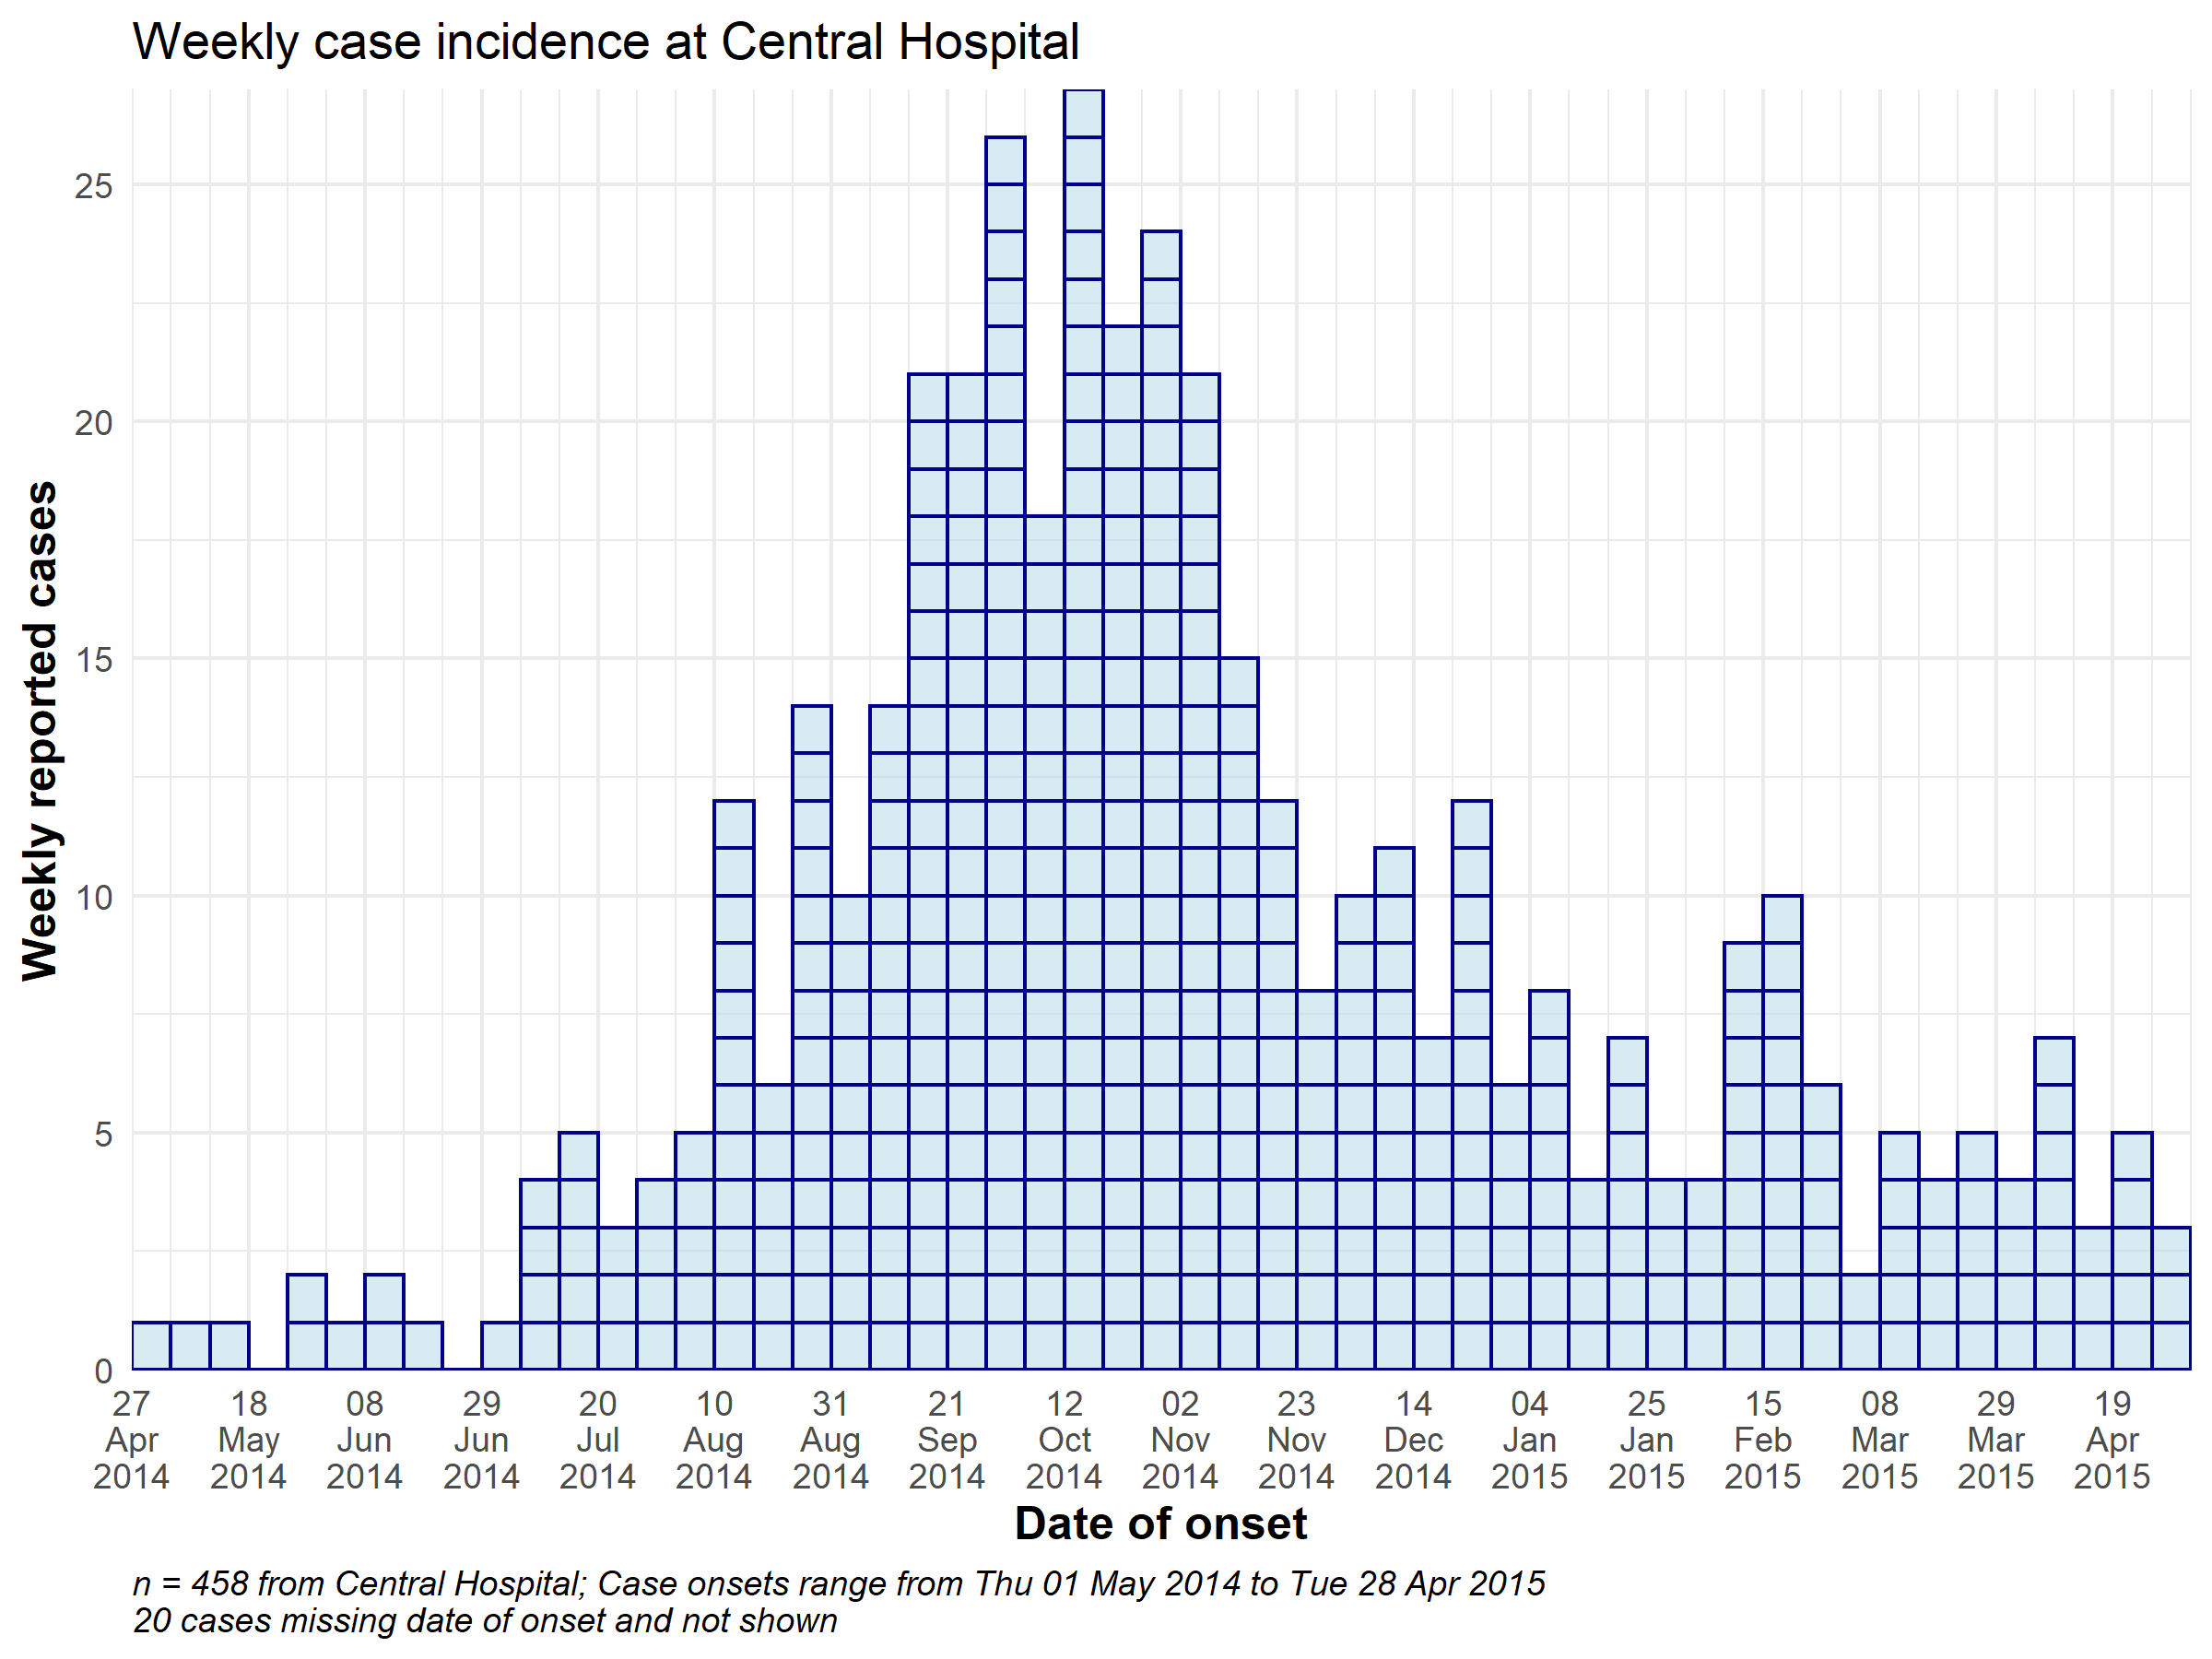 Weekly case incidence at Central Hospital
Weekly reported cases
25
20
15
10
5
0
27 18 08 29 20 10 31 21 12 02 23 14 04 25 15 08 29 19
Apr May Jun Jun Jul Aug Aug Sep Oct Nov Nov Dec Jan Jan Feb Mar Mar Apr
2014 2014 2014 2014 2014 2014 2014 2014 2014 2014 2014 2014 2015 2015 2015 2015 2015 2015
Date of onset
n = 458 from Central Hospital; Case onsets range from Thu 01 May 2014 to Tue 28 Apr 2015
20 cases missing date of onset and not shown